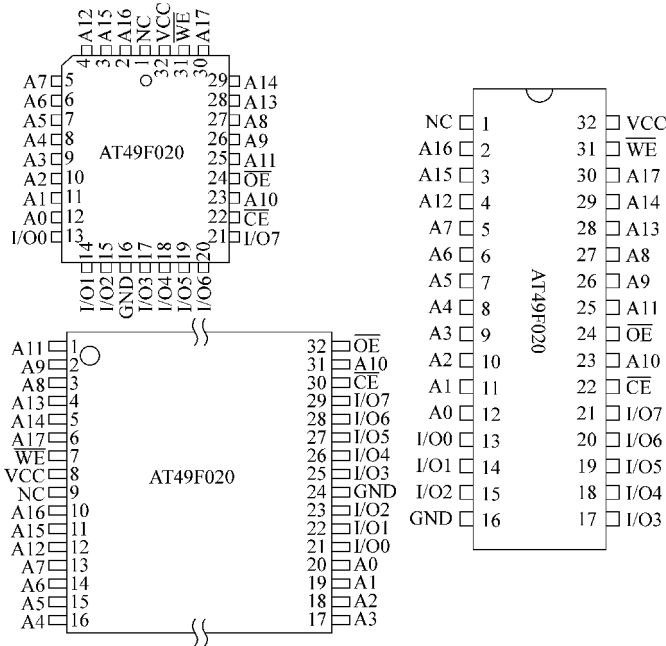 A12 A15 A16 NC VCC W̅E̅ A17
4 3 2 1 32 31 30
A7 5 29 A14
A6 6 28 A13
A5 7 27 A8
A4 8 26 A9
AT49F020
A3 9 25 A11
A2 10 24 O̅E̅
A1 11 23 A10
A0 12 22 C̅E̅
I/O0 13 21 I/O7
14 15 16 17 18 19 20
I/O1 I/O2 GND I/O3 I/O4 I/O5 I/O6
A11 1 32 O̅E̅
A9 2 31 A10
A8 3 30 C̅E̅
A13 4 29 I/O7
A14 5 28 I/O6
A17 6 27 I/O5
W̅E̅ 7 26 I/O4
VCC 8 25 I/O3
AT49F020
NC 9 24 GND
A16 10 23 I/O2
A15 11 22 I/O1
A12 12 21 I/O0
A7 13 20 A0
A6 14 19 A1
A5 15 18 A2
A4 16 17 A3
NC 1 32 VCC
A16 2 31 W̅E̅
A15 3 30 A17
A12 4 29 A14
A7 5 28 A13
A6 6 27 A8
A5 7 26 A9
A4 8 25 A11
AT49F020
A3 9 24 O̅E̅
A2 10 23 A10
A1 11 22 C̅E̅
A0 12 21 I/O7
I/O0 13 20 I/O6
I/O1 14 19 I/O5
I/O2 15 18 I/O4
GND 16 17 I/O3